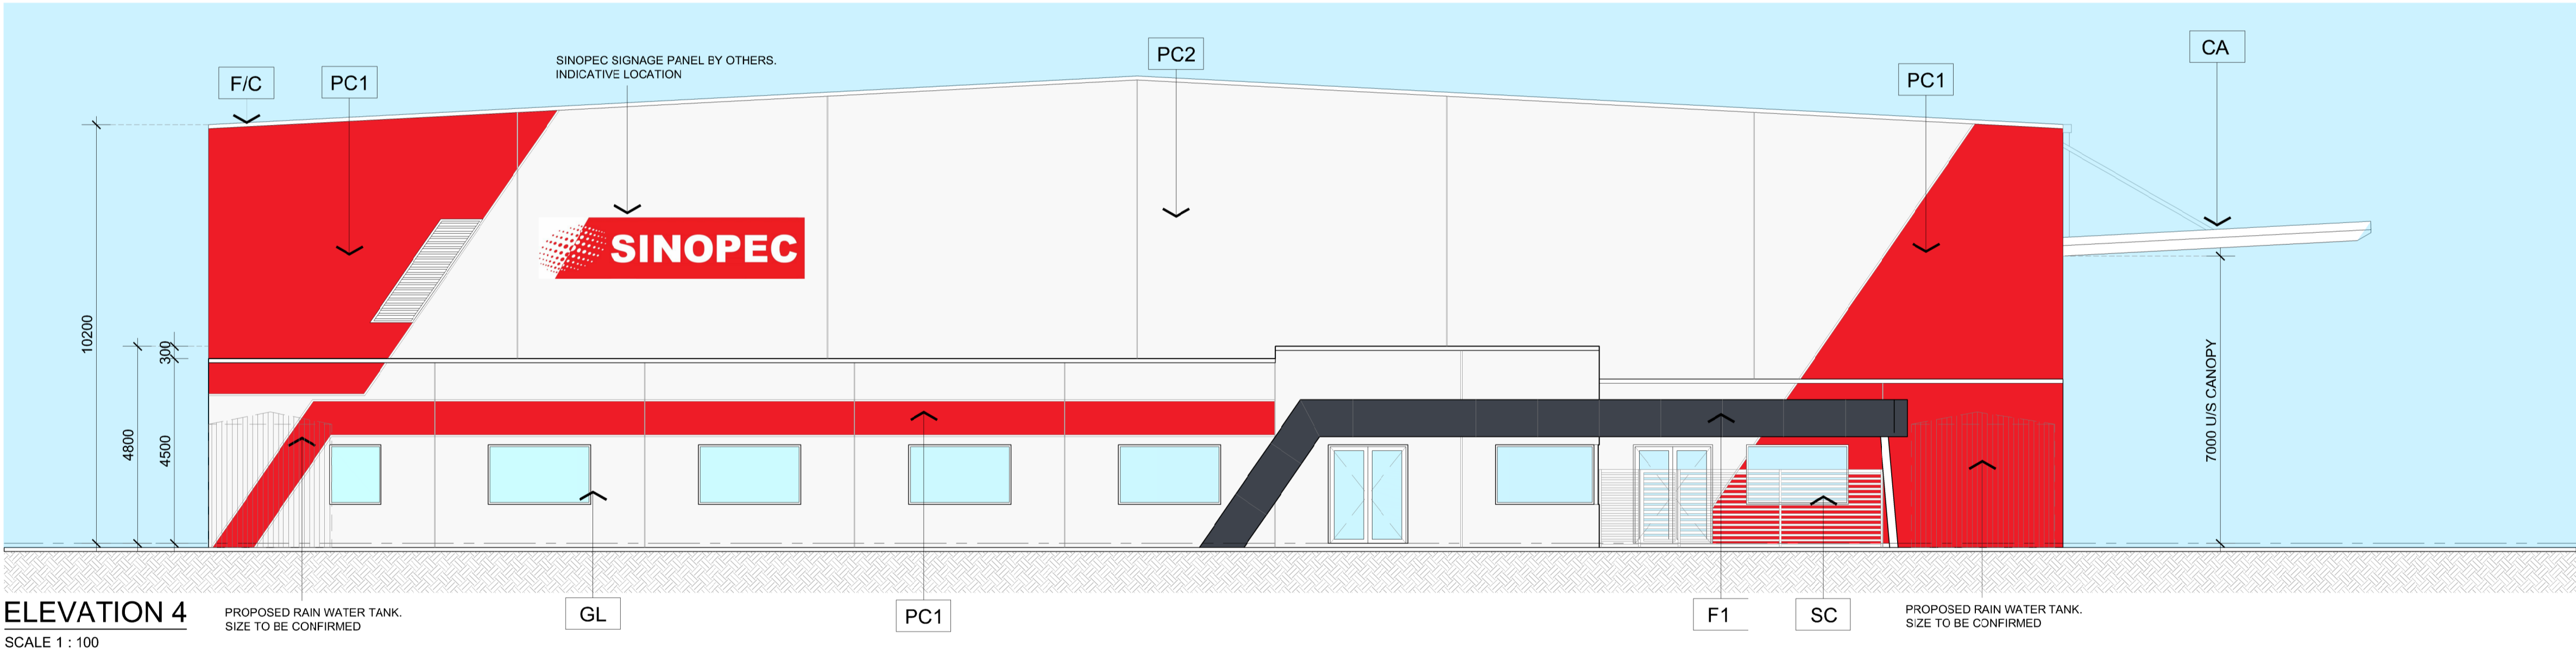 SINOPEC SIGNAGE PANEL BY OTHERS.
INDICATIVE LOCATION
F/C
PC1
PC2
PC1
CA
SINOPEC
10200
4800
300
4500
7000 U/S CANOPY
ELEVATION 4
SCALE 1 : 100
PROPOSED RAIN WATER TANK.
SIZE TO BE CONFIRMED
GL
PC1
F1
SC
PROPOSED RAIN WATER TANK.
SIZE TO BE CONFIRMED